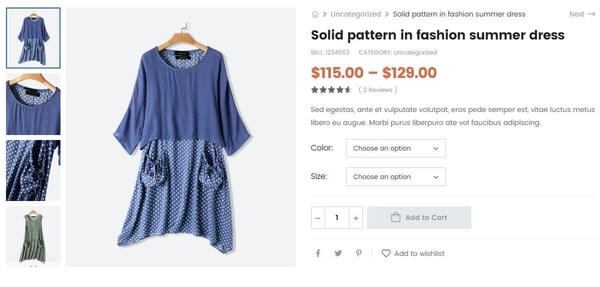 Uncategorized > Solid pattern in fashion summer dress
Next →
Solid pattern in fashion summer dress
SKU: 1234563 CATEGORY: Uncategorized
$115.00 – $129.00
( 2 Reviews )
Sed egestas, ante et vulputate volutpat, eros pede semper est, vitae luctus metus
libero eu augue. Morbi purus liberpuro ate vol faucibus adipiscing.
Color: Choose an option
Size: Choose an option
− 1 + Add to Cart
Add to wishlist